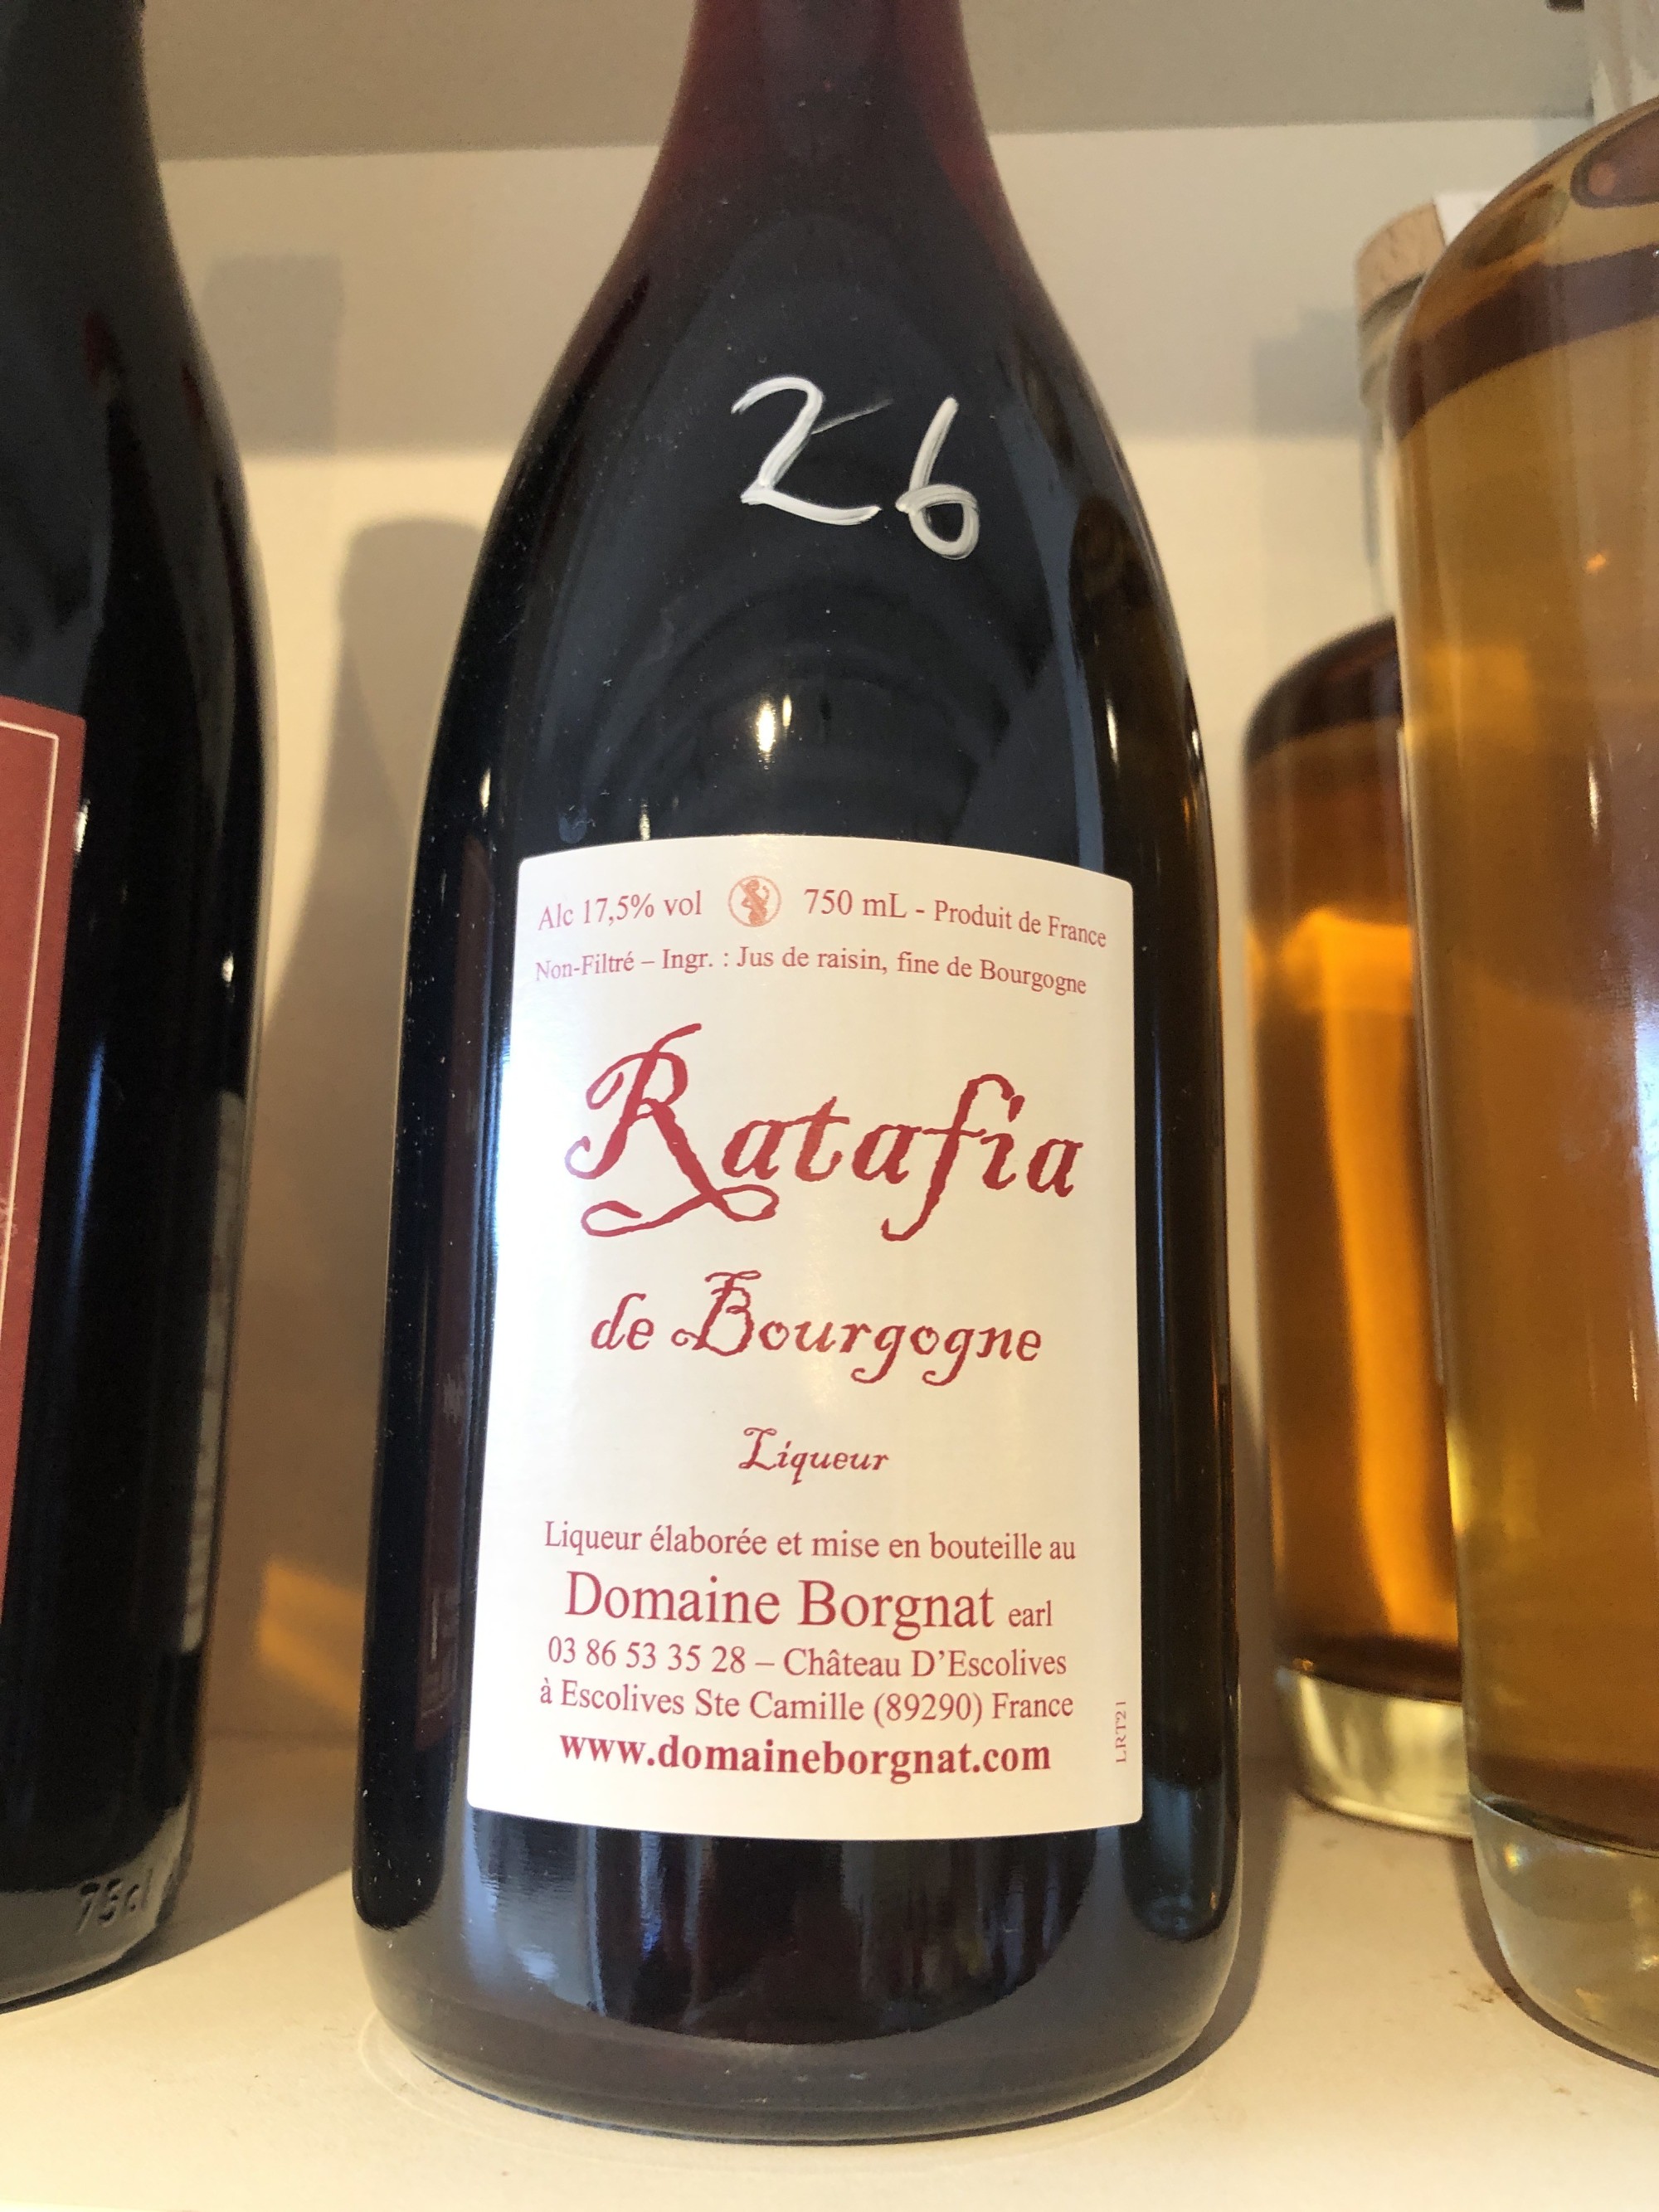 26
Alc 17,5% vol 750 mL - Produit de France
Non-Filtré – Ingr. : Jus de raisin, fine de Bourgogne
Ratafia
de Bourgogne
Liqueur
Liqueur élaborée et mise en bouteille au
Domaine Borgnat earl
03 86 53 35 28 – Château D'Escolives
à Escolives Ste Camille (89290) France
www.domaineborgnat.com
LRT21
75cl